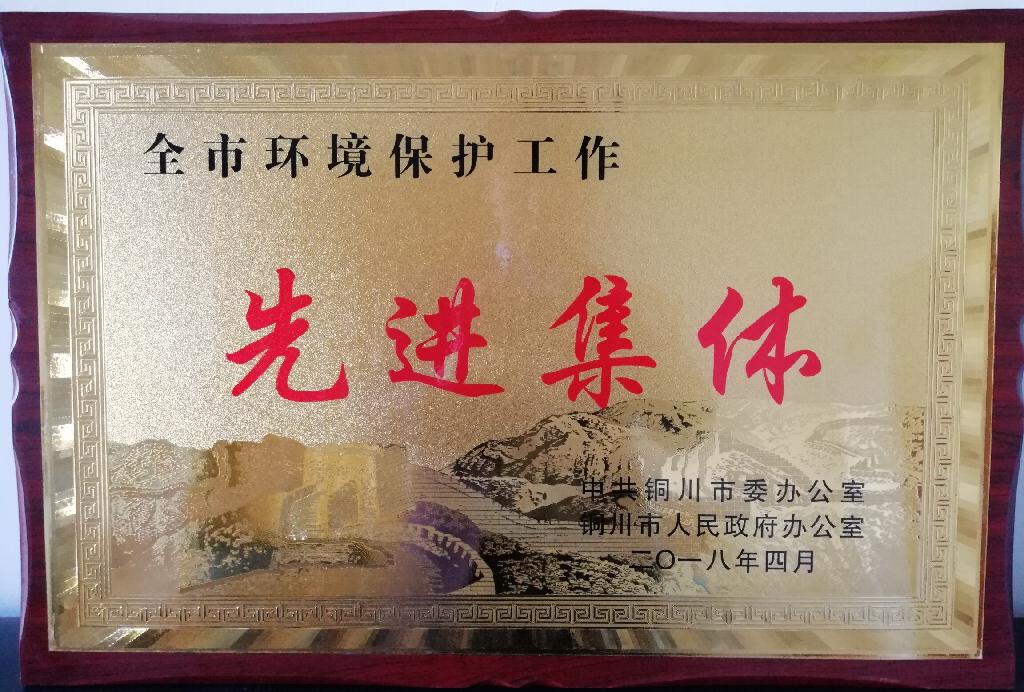 全市环境保护工作
先进集体
中共铜川市委办公室
铜川市人民政府办公室
二〇一八年四月